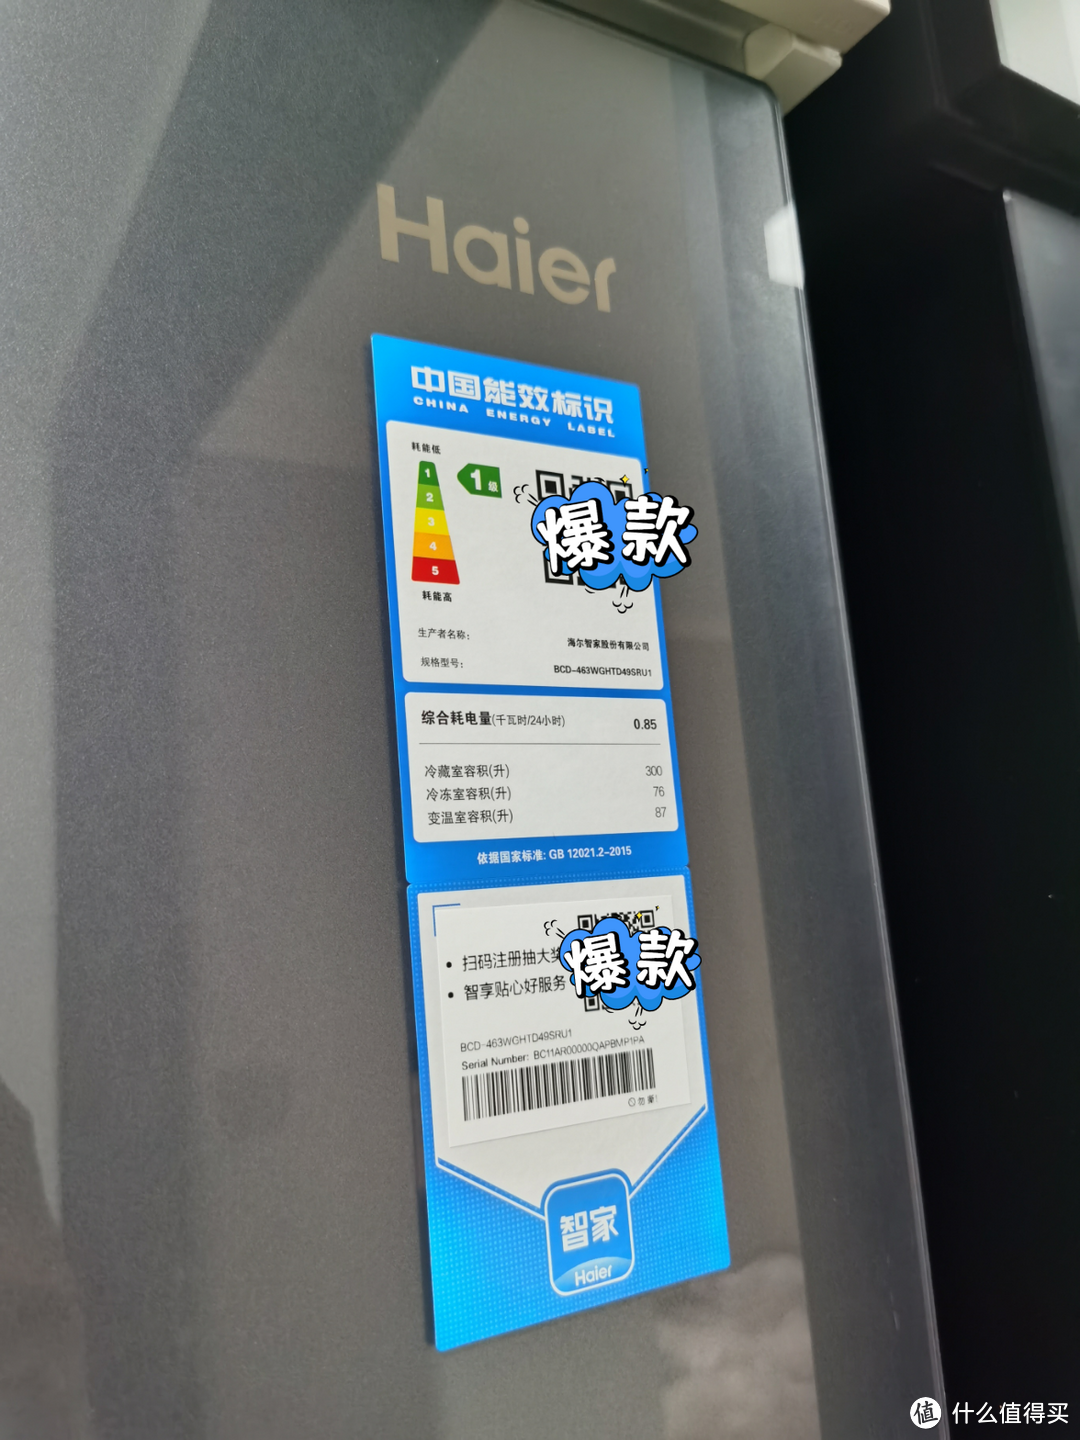 Haier
中国能效标识
CHINA ENERGY LABEL
耗能低
1
2
3
4
5
1级
耗能高
爆款
生产者名称：
海尔智家股份有限公司
规格型号：
BCD-463WGHTD49SRU1
综合耗电量(千瓦时/24小时) 0.85
冷藏室容积(升) 300
冷冻室容积(升) 76
变温室容积(升) 87
依据国家标准: GB 12021.2-2015
扫码注册抽大奖
智享贴心好服务
爆款
BCD-463WGHTD49SRU1
Serial Number: BC11AR00000QAPBMP1PA
勿撕!
智家
Haier
值 什么值得买